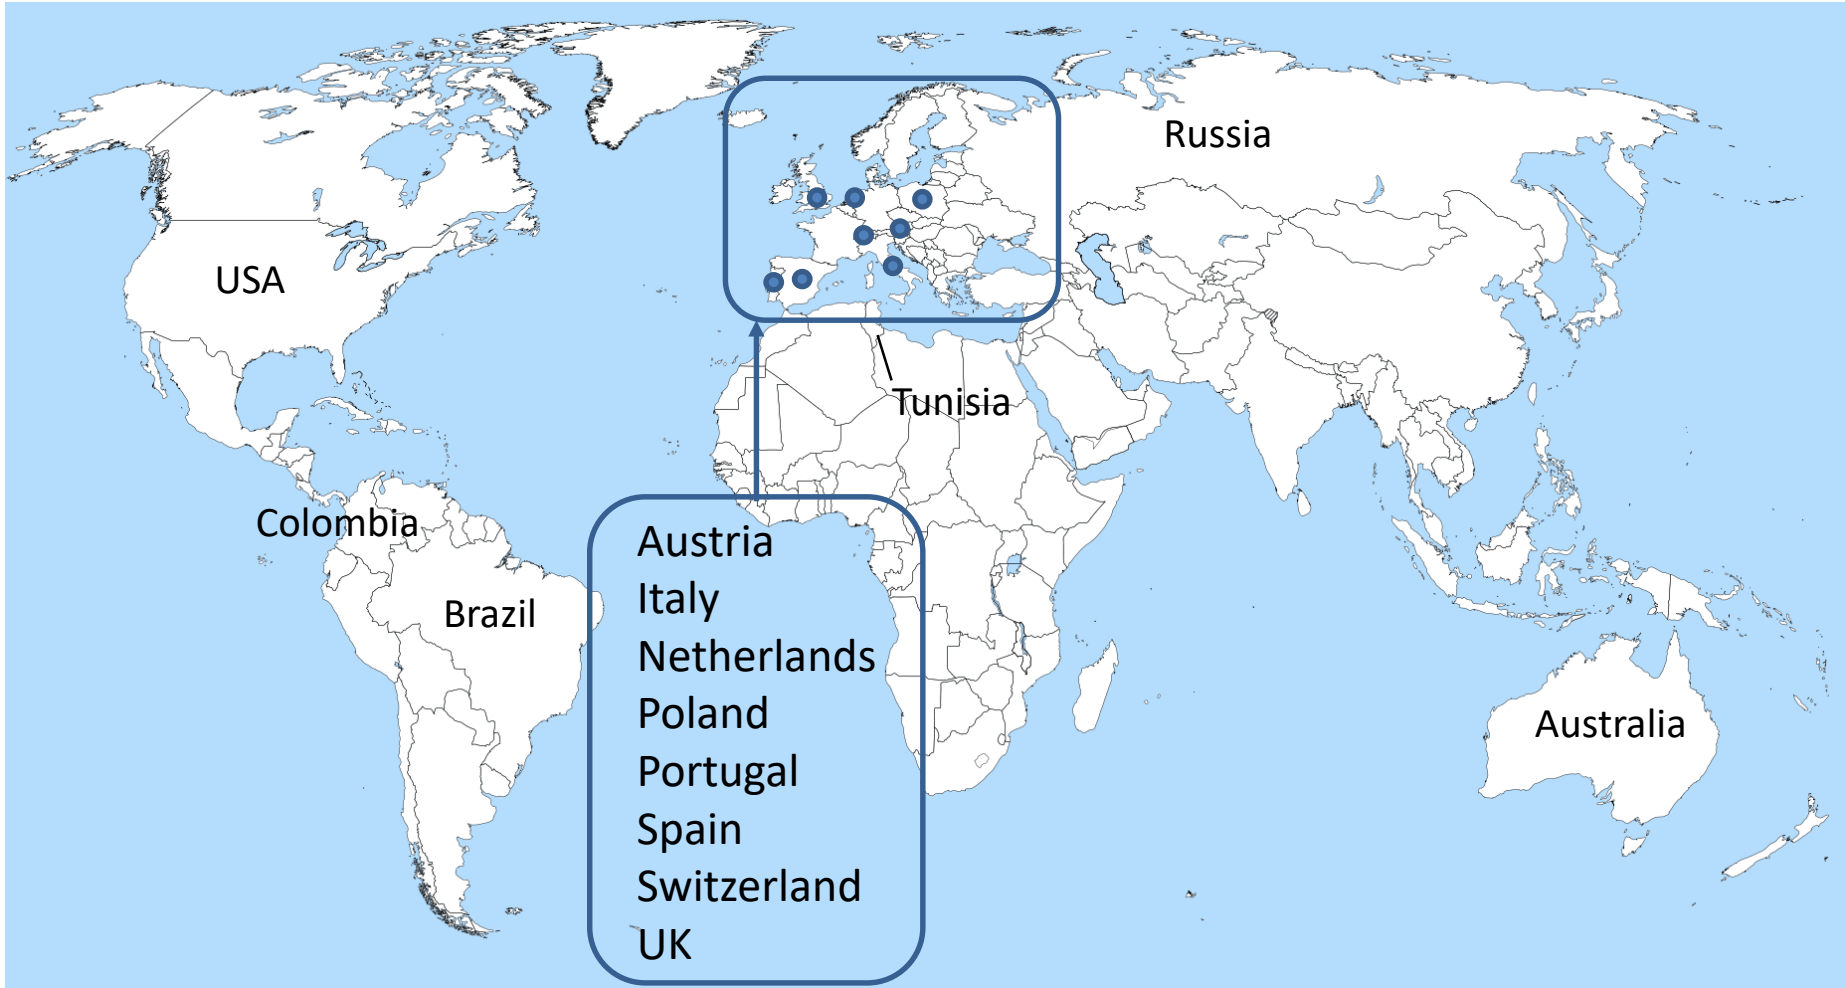 Russia
USA
Tunisia
Colombia
Brazil
Austria
Italy
Netherlands
Poland
Portugal
Spain
Switzerland
UK
Australia